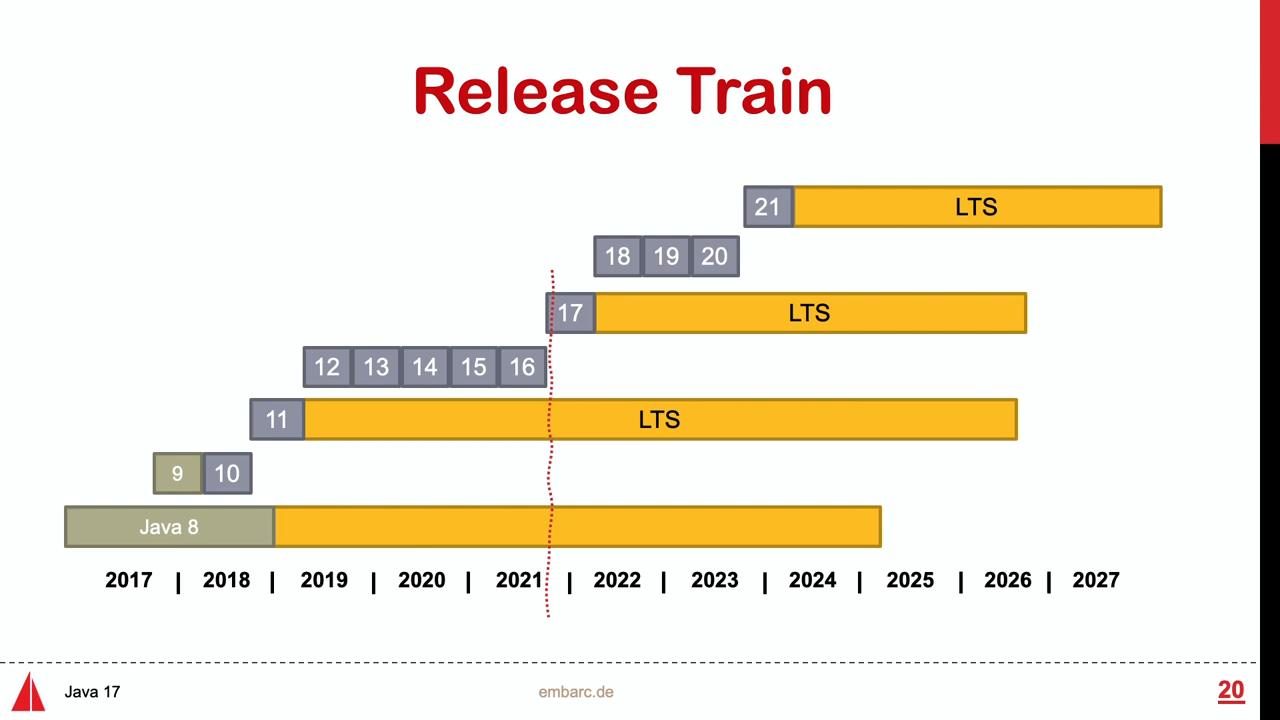 Release Train
21 LTS
18 19 20
17 LTS
12 13 14 15 16
11 LTS
9 10
Java 8
2017 | 2018 | 2019 | 2020 | 2021 | 2022 | 2023 | 2024 | 2025 | 2026 | 2027
Java 17 embarc.de 20